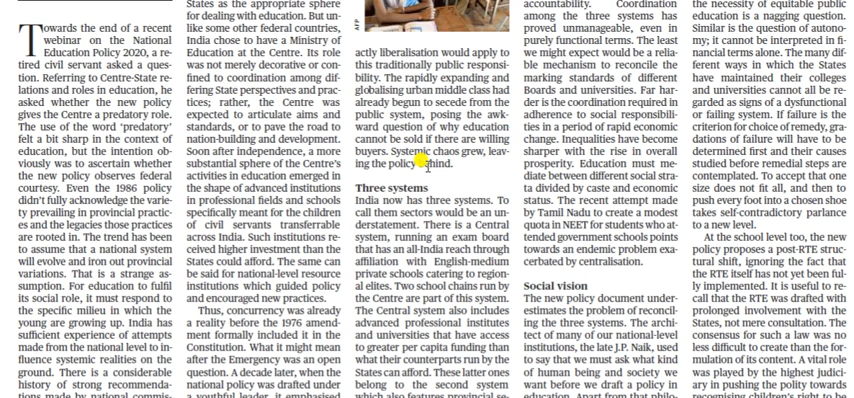 Towards the end of a recent
webinar on the National
Education Policy 2020, a re-
tired civil servant asked a ques-
tion. Referring to Centre-State re-
lations and roles in education, he
asked whether the new policy
gives the Centre a predatory role.
The use of the word ‘predatory’
felt a bit sharp in the context of
education, but the intention ob-
viously was to ascertain whether
the new policy observes federal
courtesy. Even the 1986 policy
didn’t fully acknowledge the varie-
ty prevailing in provincial practic-
es and the legacies those practices
are rooted in. The trend has been
to assume that a national system
will evolve and iron out provincial
variations. That is a strange as-
sumption. For education to fulfil
its social role, it must respond to
the specific milieu in which the
young are growing up. India has
sufficient experience of attempts
made from the national level to in-
fluence systemic realities on the
ground. There is a considerable
history of strong recommenda-
tions made by national commis-
States as the appropriate sphere
for dealing with education. But un-
like some other federal countries,
India chose to have a Ministry of
Education at the Centre. Its role
was not merely decorative or con-
fined to coordination among dif-
fering State perspectives and prac-
tices; rather, the Centre was
expected to articulate aims and
standards, or to pave the road to
nation-building and development.
Soon after independence, a more
substantial sphere of the Centre’s
activities in education emerged in
the shape of advanced institutions
in professional fields and schools
specifically meant for the children
of civil servants transferrable
across India. Such institutions re-
ceived higher investment than the
States could afford. The same can
be said for national-level resource
institutions which guided policy
and encouraged new practices.
Thus, concurrency was already
a reality before the 1976 amend-
ment formally included it in the
Constitution. What it might mean
after the Emergency was an open
question. A decade later, when the
national policy was drafted under
a youthful leader, it emphasised
AFP
actly liberalisation would apply to
this traditionally public responsi-
bility. The rapidly expanding and
globalising urban middle class had
already begun to secede from the
public system, posing the awk-
ward question of why education
cannot be sold if there are willing
buyers. Systemic chaos grew, leav-
ing the policy behind.
Three systems
India now has three systems. To
call them sectors would be an un-
derstatement. There is a Central
system, running an exam board
that has an all-India reach through
affiliation with English-medium
private schools catering to region-
al elites. Two school chains run by
the Centre are part of this system.
The Central system also includes
advanced professional institutes
and universities that have access
to greater per capita funding than
what their counterparts run by the
States can afford. These latter ones
belong to the second system
which also features provincial se-
accountability. Coordination
among the three systems has
proved unmanageable, even in
purely functional terms. The least
we might expect would be a relia-
ble mechanism to reconcile the
marking standards of different
Boards and universities. Far har-
der is the coordination required in
adherence to social responsibili-
ties in a period of rapid economic
change. Inequalities have become
sharper with the rise in overall
prosperity. Education must me-
diate between different social stra-
ta divided by caste and economic
status. The recent attempt made
by Tamil Nadu to create a modest
quota in NEET for students who at-
tended government schools points
towards an endemic problem exa-
cerbated by centralisation.
Social vision
The new policy document under-
estimates the problem of reconcil-
ing the three systems. The archi-
tect of many of our national-level
institutions, the late J.P. Naik, used
to say that we must ask what kind
of human being and society we
want before we draft a policy in
education. Apart from that philo-
the necessity of equitable public
education is a nagging question.
Similar is the question of autono-
my; it cannot be interpreted in fi-
nancial terms alone. The many dif-
ferent ways in which the States
have maintained their colleges
and universities cannot all be re-
garded as signs of a dysfunctional
or failing system. If failure is the
criterion for choice of remedy, gra-
dations of failure will have to be
determined first and their causes
studied before remedial steps are
contemplated. To accept that one
size does not fit all, and then to
push every foot into a chosen shoe
takes self-contradictory parlance
to a new level.
At the school level too, the new
policy proposes a post-RTE struc-
tural shift, ignoring the fact that
the RTE itself has not yet been ful-
ly implemented. It is useful to re-
call that the RTE was drafted with
prolonged involvement with the
States, not mere consultation. The
consensus for such a law was no
less difficult to create than the for-
mulation of its content. A vital role
was played by the highest judici-
ary in pushing the polity towards
recognising children’s right to be